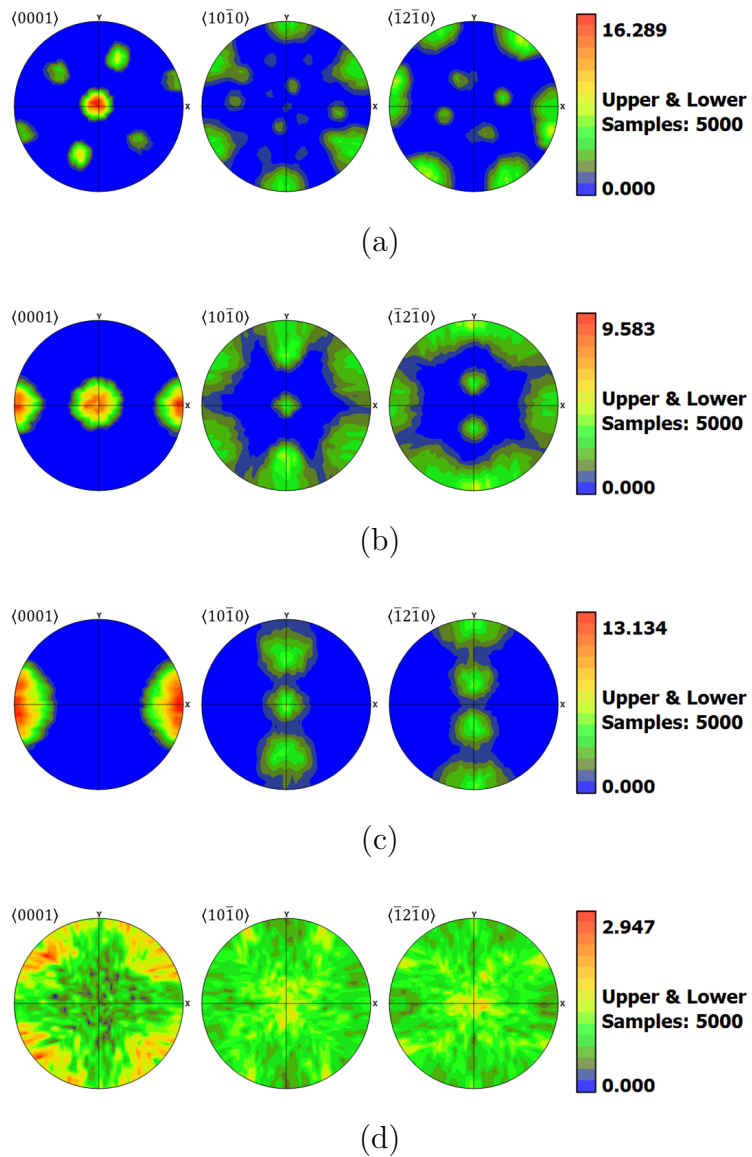 ⟨0001⟩ Y X ⟨101̅0⟩ Y X ⟨1̅21̅0⟩ Y X 16.289
Upper & Lower
Samples: 5000
0.000
(a)
⟨0001⟩ Y X ⟨101̅0⟩ Y X ⟨1̅21̅0⟩ Y X 9.583
Upper & Lower
Samples: 5000
0.000
(b)
⟨0001⟩ Y X ⟨101̅0⟩ Y X ⟨1̅21̅0⟩ Y X 13.134
Upper & Lower
Samples: 5000
0.000
(c)
⟨0001⟩ Y X ⟨101̅0⟩ Y X ⟨1̅21̅0⟩ Y X 2.947
Upper & Lower
Samples: 5000
0.000
(d)